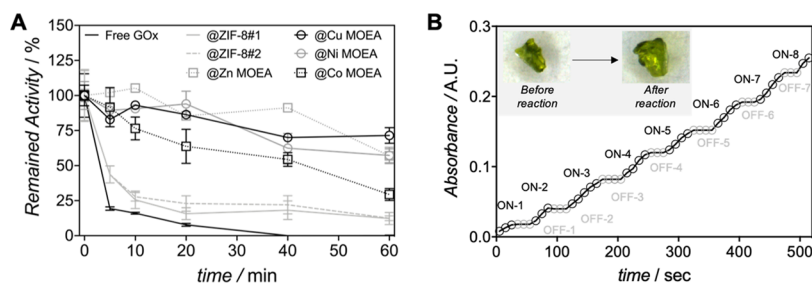 A
Free GOx
@ZIF-8#1
@Cu MOEA
@ZIF-8#2
@Ni MOEA
@Zn MOEA
@Co MOEA
Remained Activity / %
150
125
100
75
50
25
0
0 10 20 30 40 50 60
time / min
B
Absorbance / A.U.
0.3
0.2
0.1
0.0
0 100 200 300 400 500
time / sec
Before
reaction
After
reaction
ON-1
ON-2
ON-3
ON-4
ON-5
ON-6
ON-7
ON-8
OFF-1
OFF-2
OFF-3
OFF-4
OFF-5
OFF-6
OFF-7